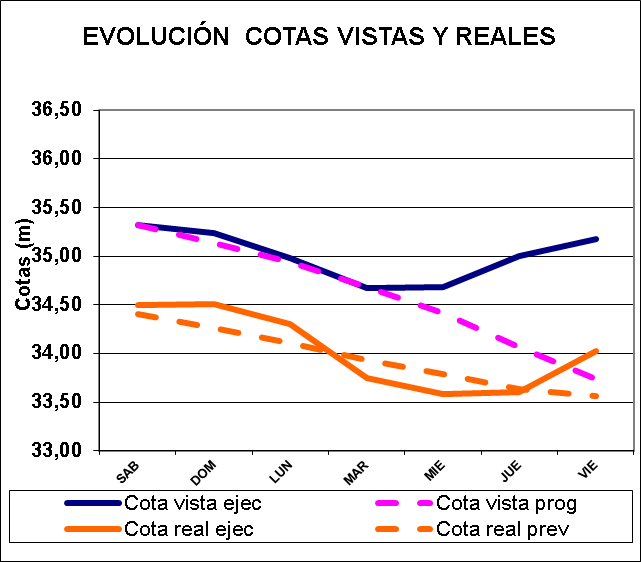 EVOLUCIÓN  COTAS VISTAS Y REALES
36,50
36,00
35,50
35,00
34,50
34,00
33,50
33,00
Cotas (m)
SAB DOM LUN MAR MIE JUE VIE
Cota vista ejec Cota vista prog
Cota real ejec Cota real prev